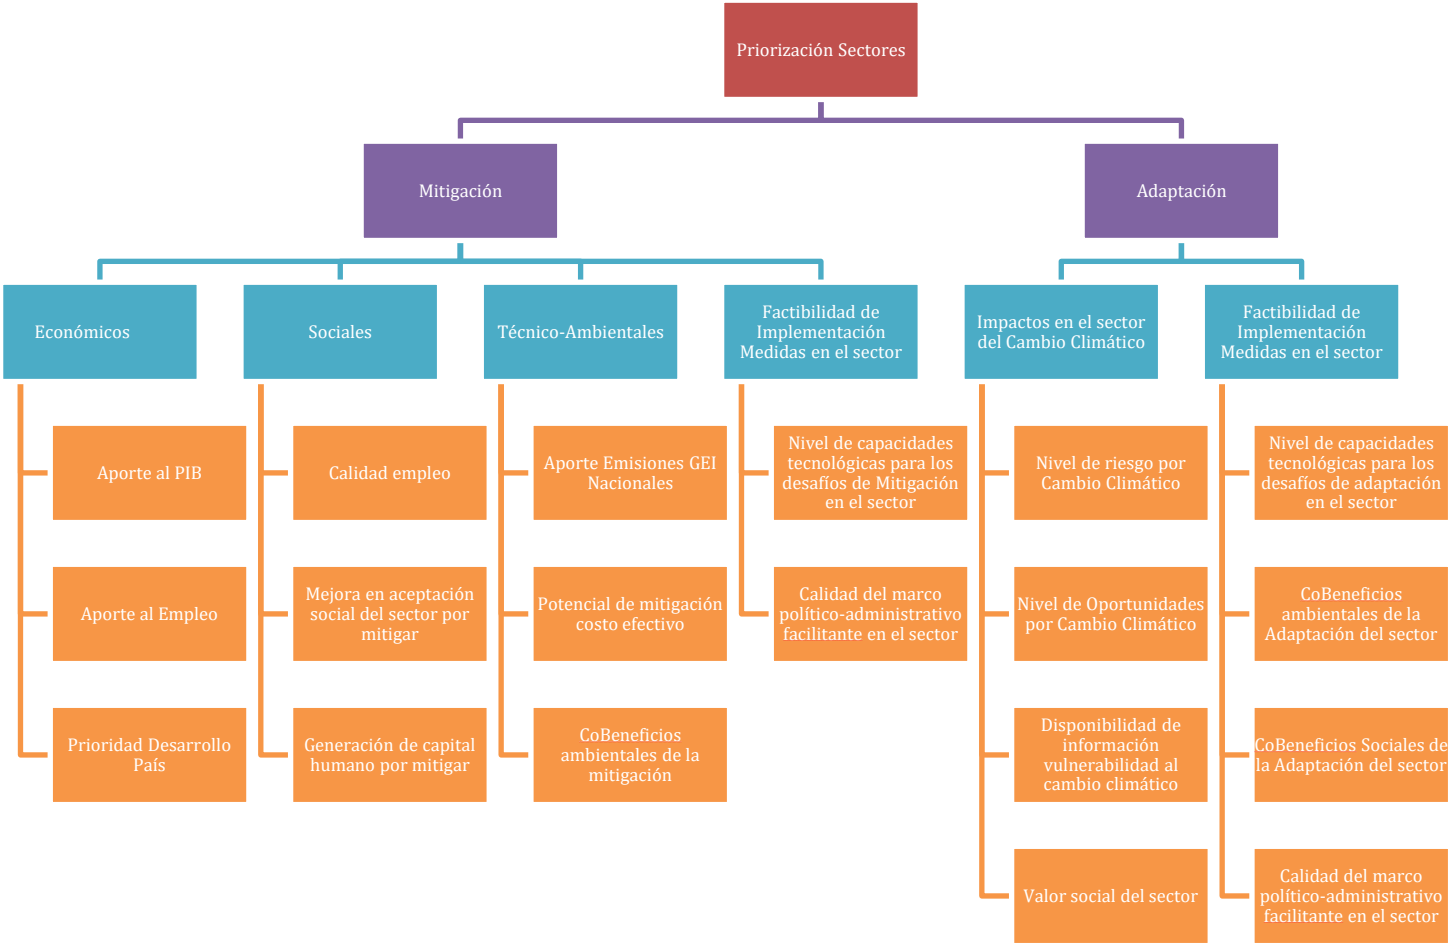 Priorización Sectores
Mitigación
Adaptación
Económicos
Sociales
Técnico-Ambientales
Factibilidad de
Implementación
Medidas en el sector
Impactos en el sector
del Cambio Climático
Factibilidad de
Implementación
Medidas en el sector
Aporte al PIB
Aporte al Empleo
Prioridad Desarrollo
País
Calidad empleo
Mejora en aceptación
social del sector por
mitigar
Generación de capital
humano por mitigar
Aporte Emisiones GEI
Nacionales
Potencial de mitigación
costo efectivo
CoBeneficios
ambientales de la
mitigación
Nivel de capacidades
tecnológicas para los
desafíos de Mitigación
en el sector
Calidad del marco
político-administrativo
facilitante en el sector
Nivel de riesgo por
Cambio Climático
Nivel de Oportunidades
por Cambio Climático
Disponibilidad de
información
vulnerabilidad al
cambio climático
Valor social del sector
Nivel de capacidades
tecnológicas para los
desafíos de adaptación
en el sector
CoBeneficios
ambientales de la
Adaptación del sector
CoBeneficios Sociales de
la Adaptación del sector
Calidad del marco
político-administrativo
facilitante en el sector